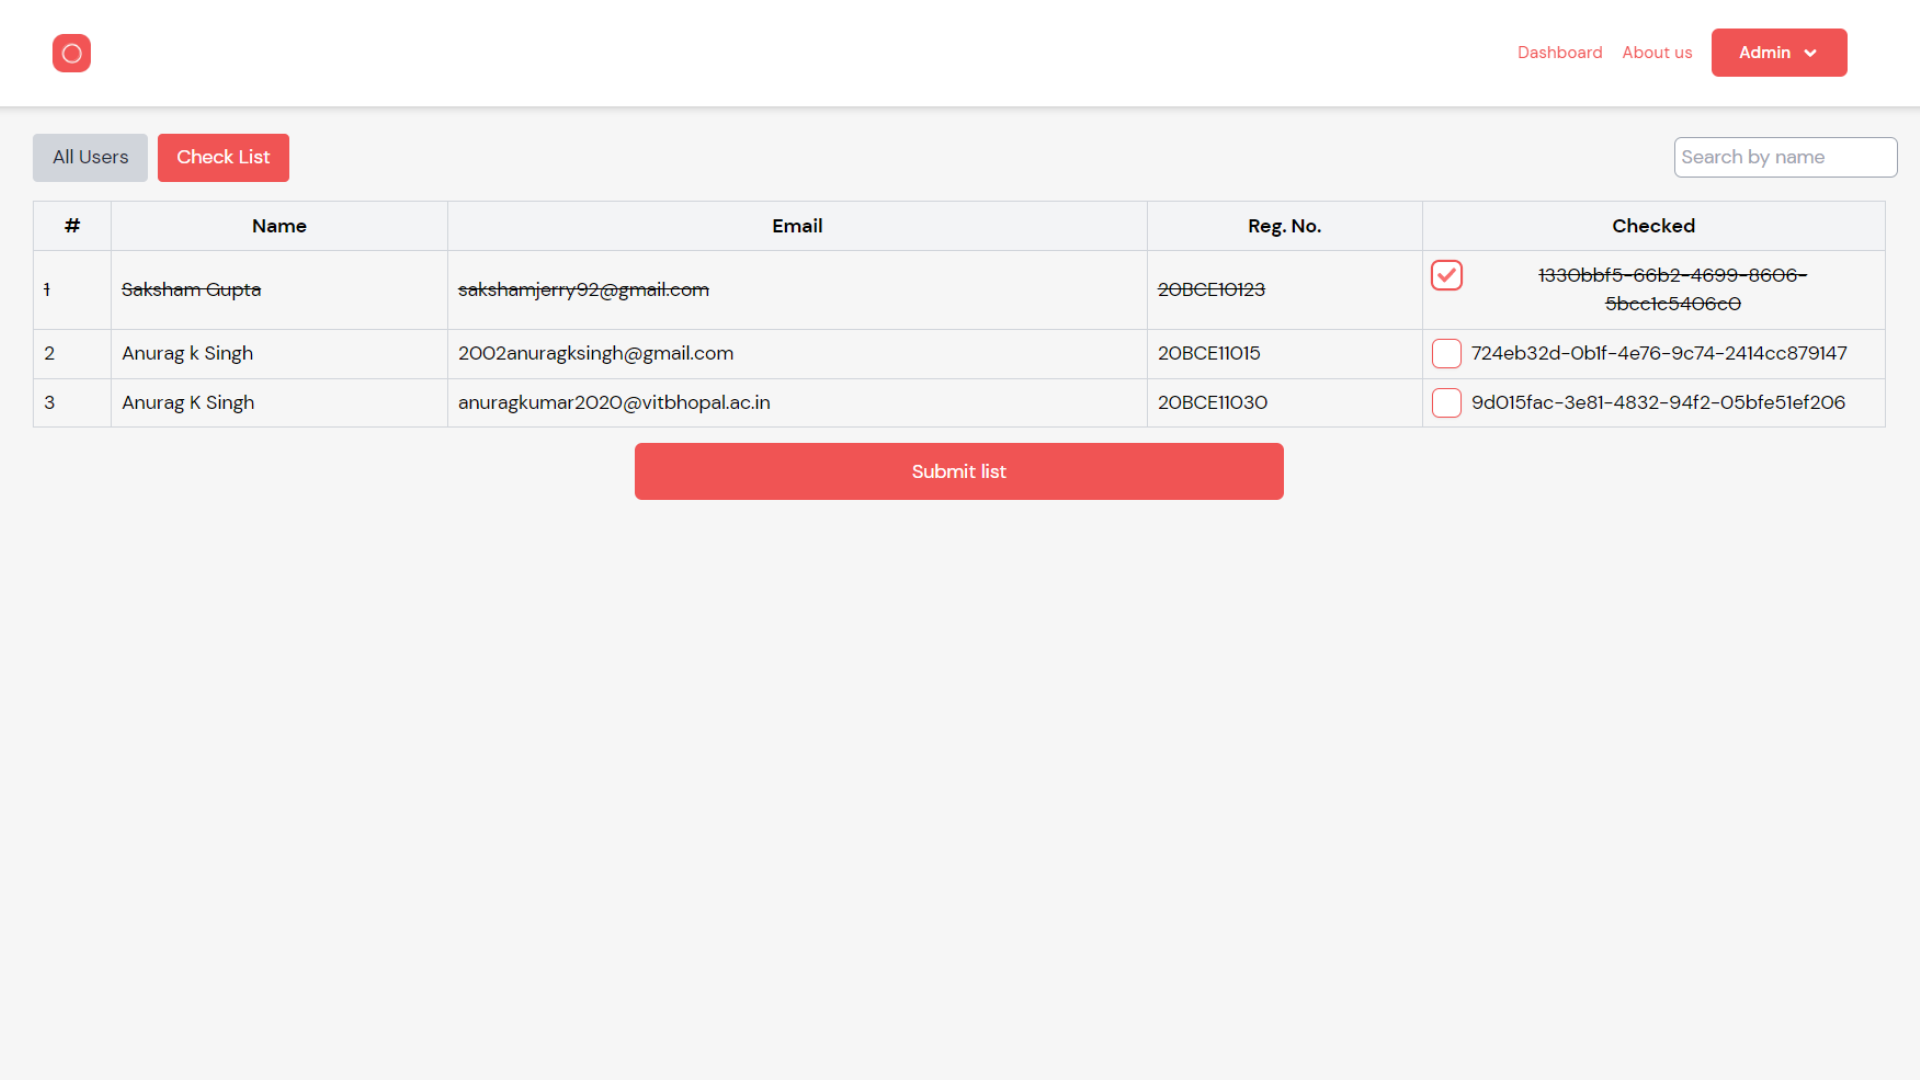 Dashboard About us Admin
All Users Check List Search by name
# Name Email Reg. No. Checked
1 Saksham Gupta sakshamjerry92@gmail.com 20BCE10123 1330bbf5-66b2-4699-8606-
5bcc1c5406c0
2 Anurag k Singh 2002anuragksingh@gmail.com 20BCE11015 724eb32d-0b1f-4e76-9c74-2414cc879147
3 Anurag K Singh anuragkumar2020@vitbhopal.ac.in 20BCE11030 9d015fac-3e81-4832-94f2-05bfe51ef206
Submit list